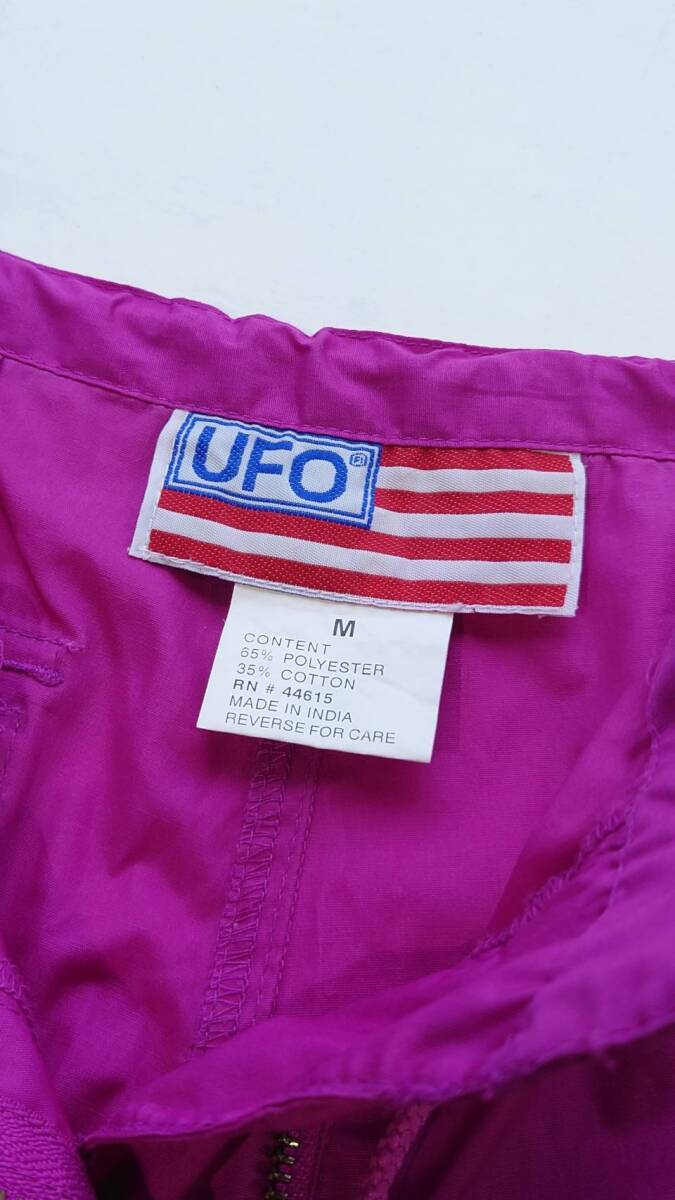 UFO®
M
CONTENT
65% POLYESTER
35% COTTON
RN # 44615
MADE IN INDIA
REVERSE FOR CARE